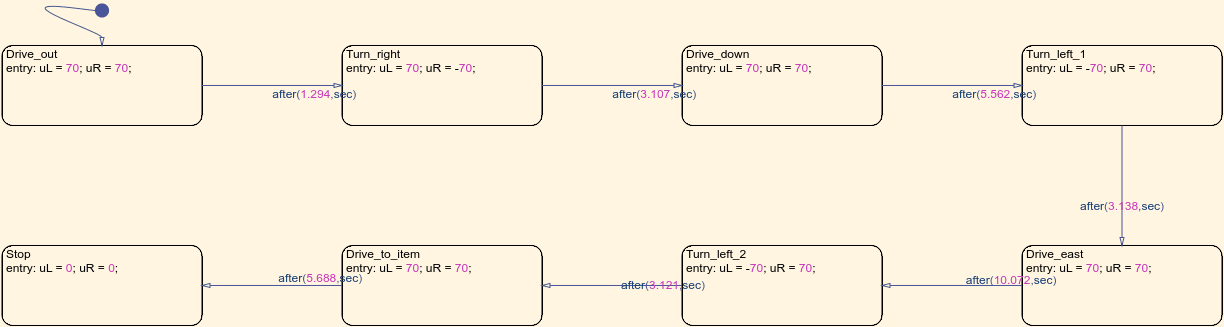 Drive_out
entry: uL = 70; uR = 70;
after(1.294,sec)
Turn_right
entry: uL = 70; uR = -70;
after(3.107,sec)
Drive_down
entry: uL = 70; uR = 70;
after(5.562,sec)
Turn_left_1
entry: uL = -70; uR = 70;
after(3.138,sec)
Drive_east
entry: uL = 70; uR = 70;
after(10.072,sec)
Turn_left_2
entry: uL = -70; uR = 70;
after(3.121,sec)
Drive_to_item
entry: uL = 70; uR = 70;
after(5.688,sec)
Stop
entry: uL = 0; uR = 0;